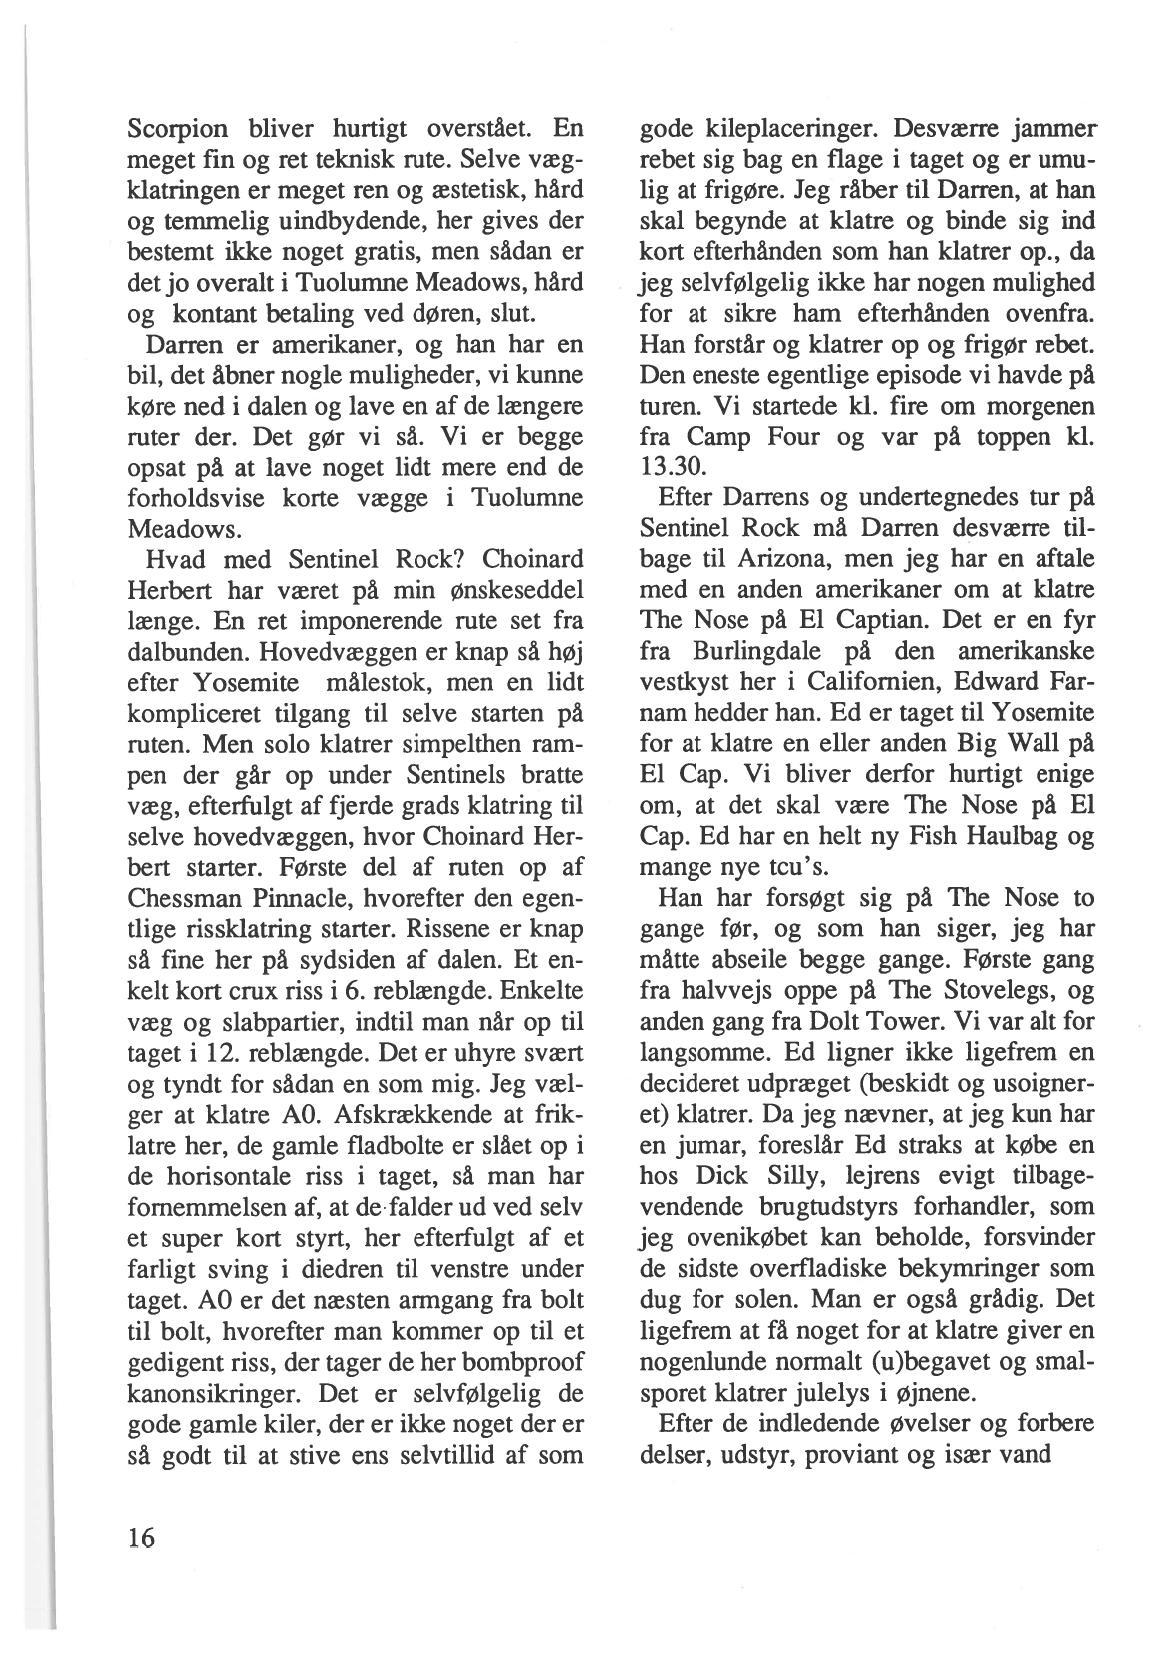 Scorpion bliver hurtigt overstået. En
meget fin og ret teknisk rute. Selve væg-
klatringen er meget ren og æstetisk, hård
og temmelig uindbydende, her gives der
bestemt ikke noget gratis, men sådan er
det jo overalt i Tuolumne Meadows, hård
og kontant betaling ved døren, slut.
Darren er amerikaner, og han har en
bil, det åbner nogle muligheder, vi kunne
køre ned i dalen og lave en af de længere
ruter der. Det gør vi så. Vi er begge
opsat på at lave noget lidt mere end de
forholdsvise korte vægge i Tuolumne
Meadows.
Hvad med Sentinel Rock? Choinard
Herbert har været på min ønskeseddel
længe. En ret imponerende rute set fra
dalbunden. Hovedvæggen er knap så høj
efter Yosemite målestok, men en lidt
kompliceret tilgang til selve starten på
ruten. Men solo klatrer simpelthen ram-
pen der går op under Sentinels bratte
væg, efterfulgt af fjerde grads klatring til
selve hovedvæggen, hvor Choinard Her-
bert starter. Første del af ruten op af
Chessman Pinnacle, hvorefter den egen-
tlige rissklatring starter. Rissene er knap
så fine her på sydsiden af dalen. Et en-
kelt kort crux riss i 6. reblængde. Enkelte
væg og slabpartier, indtil man når op til
taget i 12. reblængde. Det er uhyre svært
og tyndt for sådan en som mig. Jeg væl-
ger at klatre A0. Afskrækkende at frik-
latre her, de gamle fladbolte er slået op i
de horisontale riss i taget, så man har
fornemmelsen af, at de falder ud ved selv
et super kort styrt, her efterfulgt af et
farligt sving i diedren til venstre under
taget. A0 er det næsten armgang fra bolt
til bolt, hvorefter man kommer op til et
gedigent riss, der tager de her bombproof
kanonsikringer. Det er selvfølgelig de
gode gamle kiler, der er ikke noget der er
så godt til at stive ens selvtillid af som
gode kileplaceringer. Desværre jammer
rebet sig bag en flage i taget og er umu-
lig at frigøre. Jeg råber til Darren, at han
skal begynde at klatre og binde sig ind
kort efterhånden som han klatrer op., da
jeg selvfølgelig ikke har nogen mulighed
for at sikre ham efterhånden ovenfra.
Han forstår og klatrer op og frigør rebet.
Den eneste egentlige episode vi havde på
turen. Vi startede kl. fire om morgenen
fra Camp Four og var på toppen kl.
13.30.
Efter Darrens og undertegnedes tur på
Sentinel Rock må Darren desværre til-
bage til Arizona, men jeg har en aftale
med en anden amerikaner om at klatre
The Nose på El Captian. Det er en fyr
fra Burlingdale på den amerikanske
vestkyst her i Californien, Edward Far-
nam hedder han. Ed er taget til Yosemite
for at klatre en eller anden Big Wall på
El Cap. Vi bliver derfor hurtigt enige
om, at det skal være The Nose på El
Cap. Ed har en helt ny Fish Haulbag og
mange nye tcu's.
Han har forsøgt sig på The Nose to
gange før, og som han siger, jeg har
måtte abseile begge gange. Første gang
fra halvvejs oppe på The Stovelegs, og
anden gang fra Dolt Tower. Vi var alt for
langsomme. Ed ligner ikke ligefrem en
decideret udpræget (beskidt og usoigner-
et) klatrer. Da jeg nævner, at jeg kun har
en jumar, foreslår Ed straks at købe en
hos Dick Silly, lejrens evigt tilbage-
vendende brugtudstyrs forhandler, som
jeg ovenikøbet kan beholde, forsvinder
de sidste overfladiske bekymringer som
dug for solen. Man er også grådig. Det
ligefrem at få noget for at klatre giver en
nogenlunde normalt (u)begavet og smal-
sporet klatrer julelys i øjnene.
Efter de indledende øvelser og forbere
delser, udstyr, proviant og især vand
16